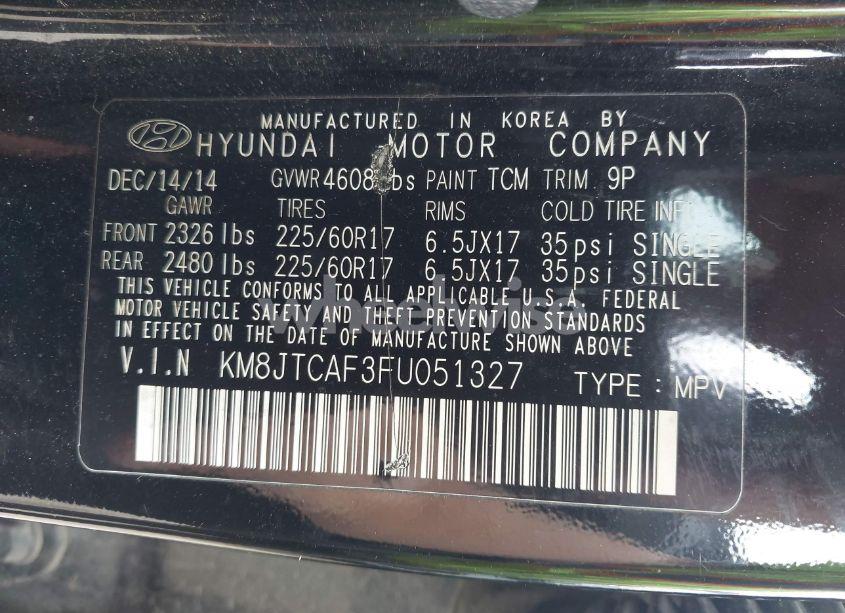 MANUFACTURED IN KOREA BY
HYUNDAI MOTOR COMPANY
DEC/14/14 GVWR 4608 lbs PAINT TCM TRIM 9P
GAWR TIRES RIMS COLD TIRE INF.
FRONT 2326 lbs 225/60R17 6.5JX17 35psi SINGLE
REAR 2480 lbs 225/60R17 6.5JX17 35psi SINGLE
THIS VEHICLE CONFORMS TO ALL APPLICABLE U.S.A. FEDERAL
MOTOR VEHICLE SAFETY AND THEFT PREVENTION STANDARDS
IN EFFECT ON THE DATE OF MANUFACTURE SHOWN ABOVE
V.I.N KM8JTCAF3FU051327 TYPE : MPV
wheelwise